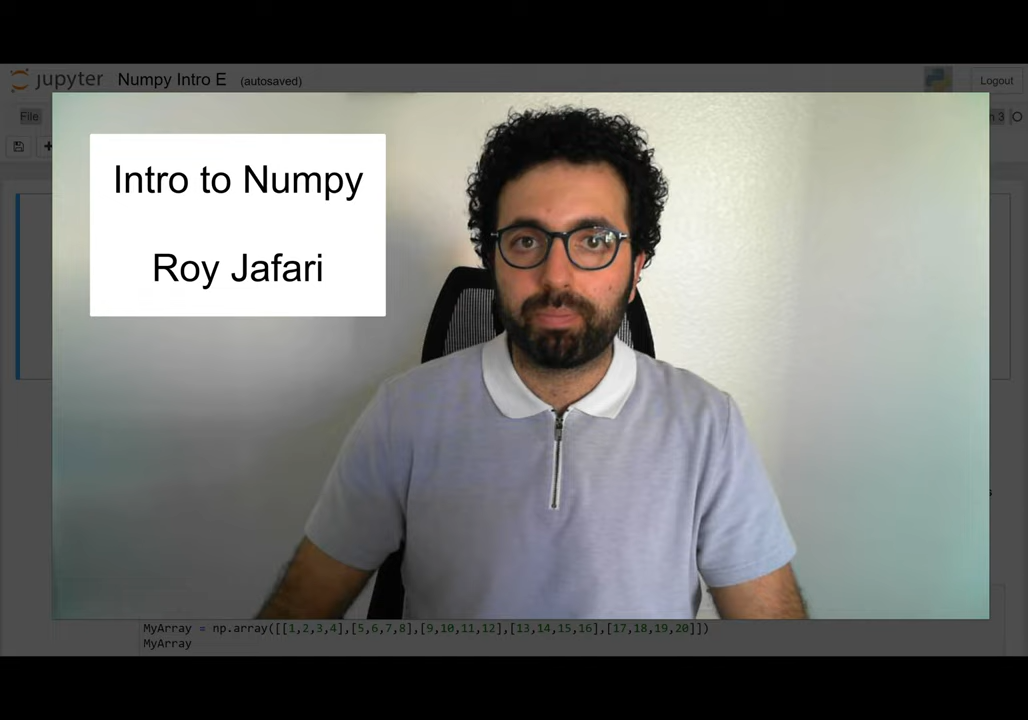 jupyter Numpy Intro E (autosaved)
Logout
File
3
Intro to Numpy
Roy Jafari
MyArray = np.array([[1,2,3,4],[5,6,7,8],[9,10,11,12],[13,14,15,16],[17,18,19,20]])
MyArray